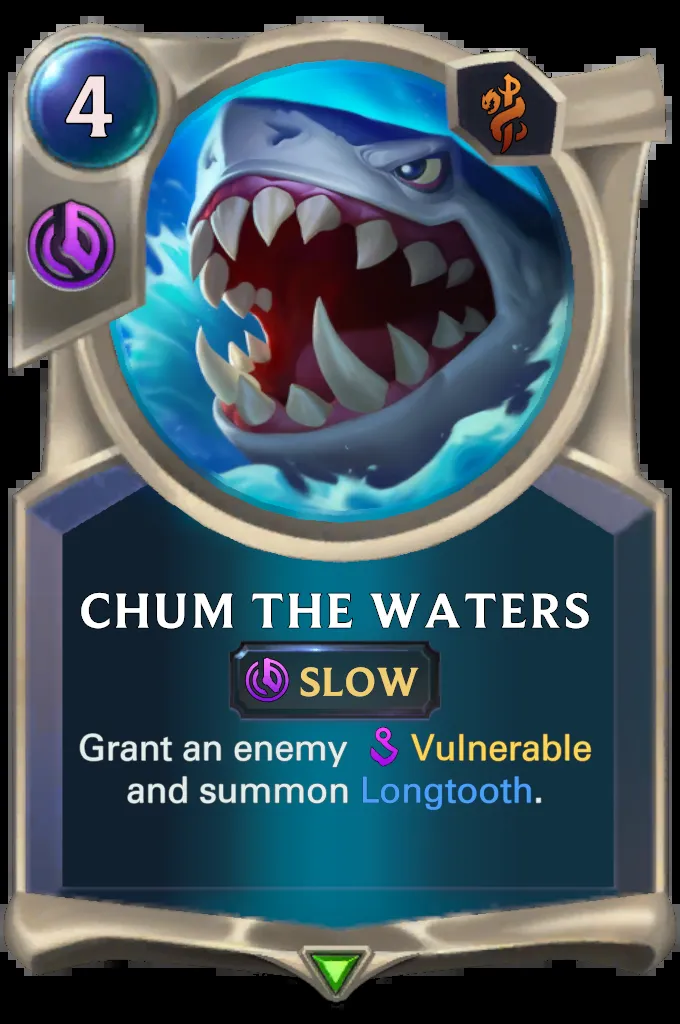 4
CHUM THE WATERS
SLOW
Grant an enemy Vulnerable
and summon Longtooth.